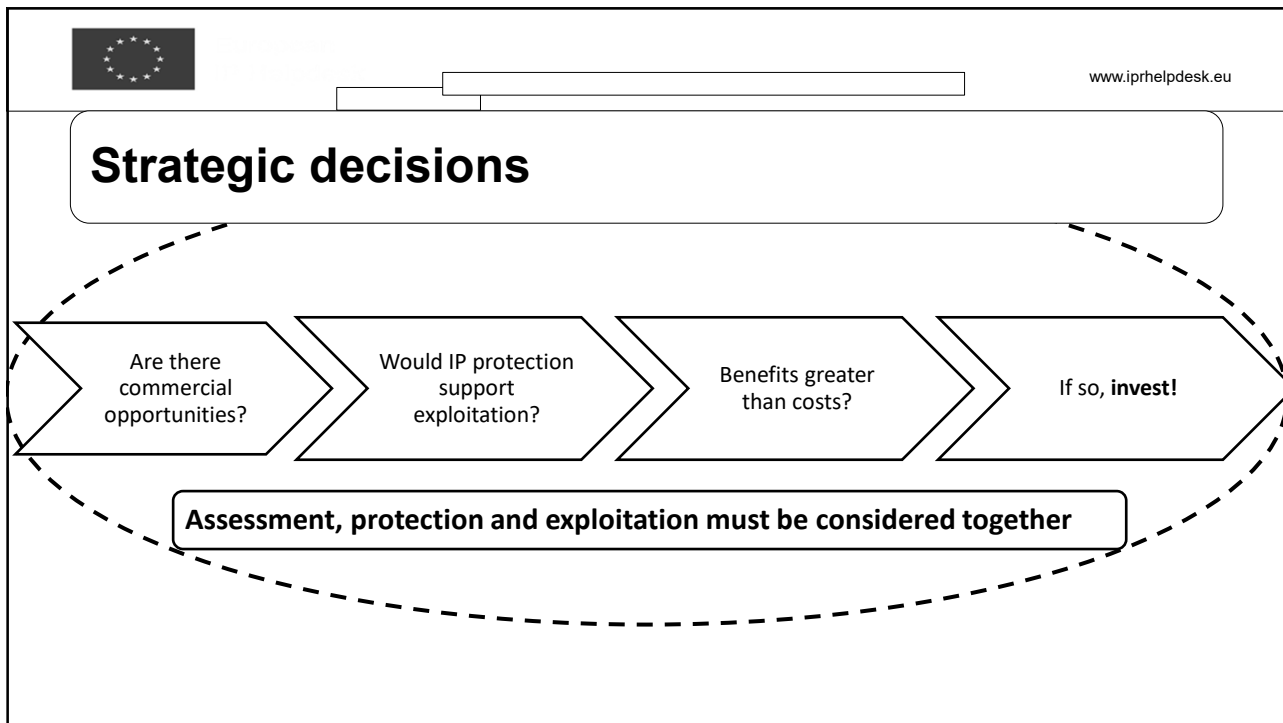 www.iprhelpdesk.eu
Strategic decisions
Are there
commercial
opportunities?
Would IP protection
support
exploitation?
Benefits greater
than costs?
If so, invest!
Assessment, protection and exploitation must be considered together